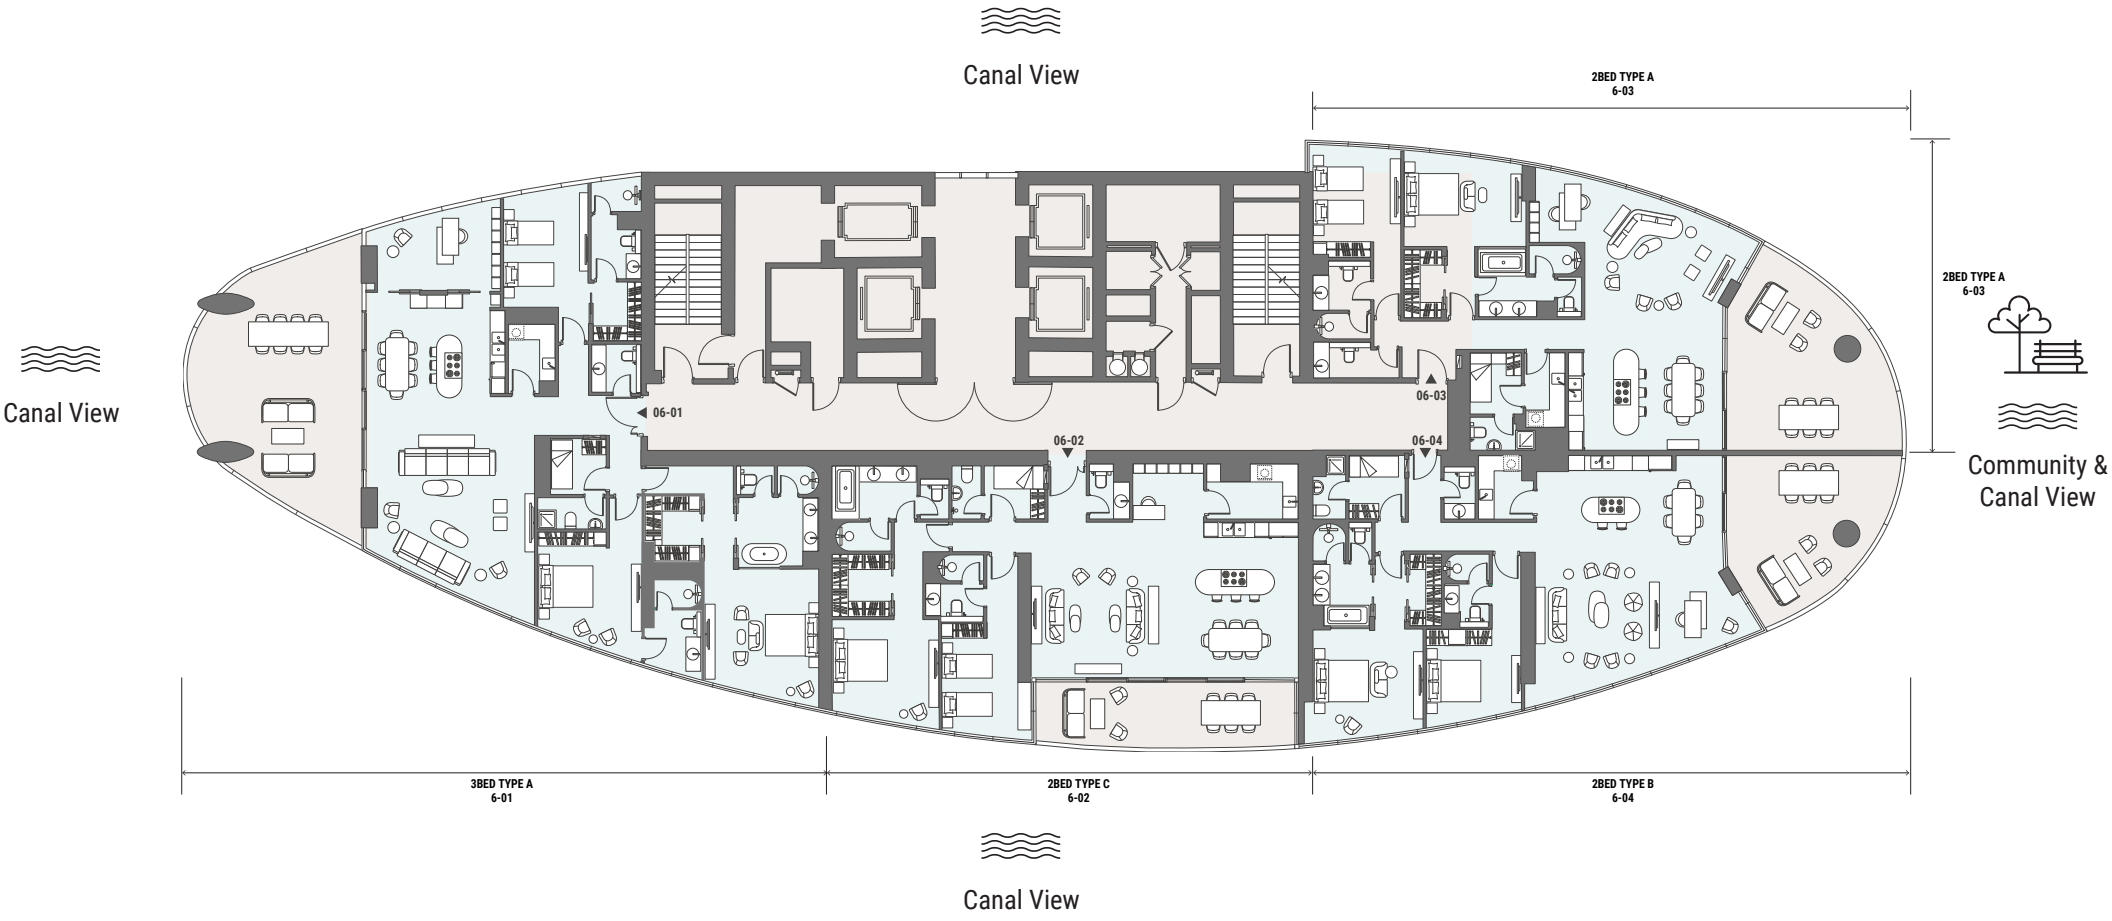 Canal View
2BED TYPE A
6-03
2BED TYPE A
6-03
Canal View
06-01
06-02
06-03
06-04
Community &
Canal View
3BED TYPE A
6-01
2BED TYPE C
6-02
2BED TYPE B
6-04
Canal View